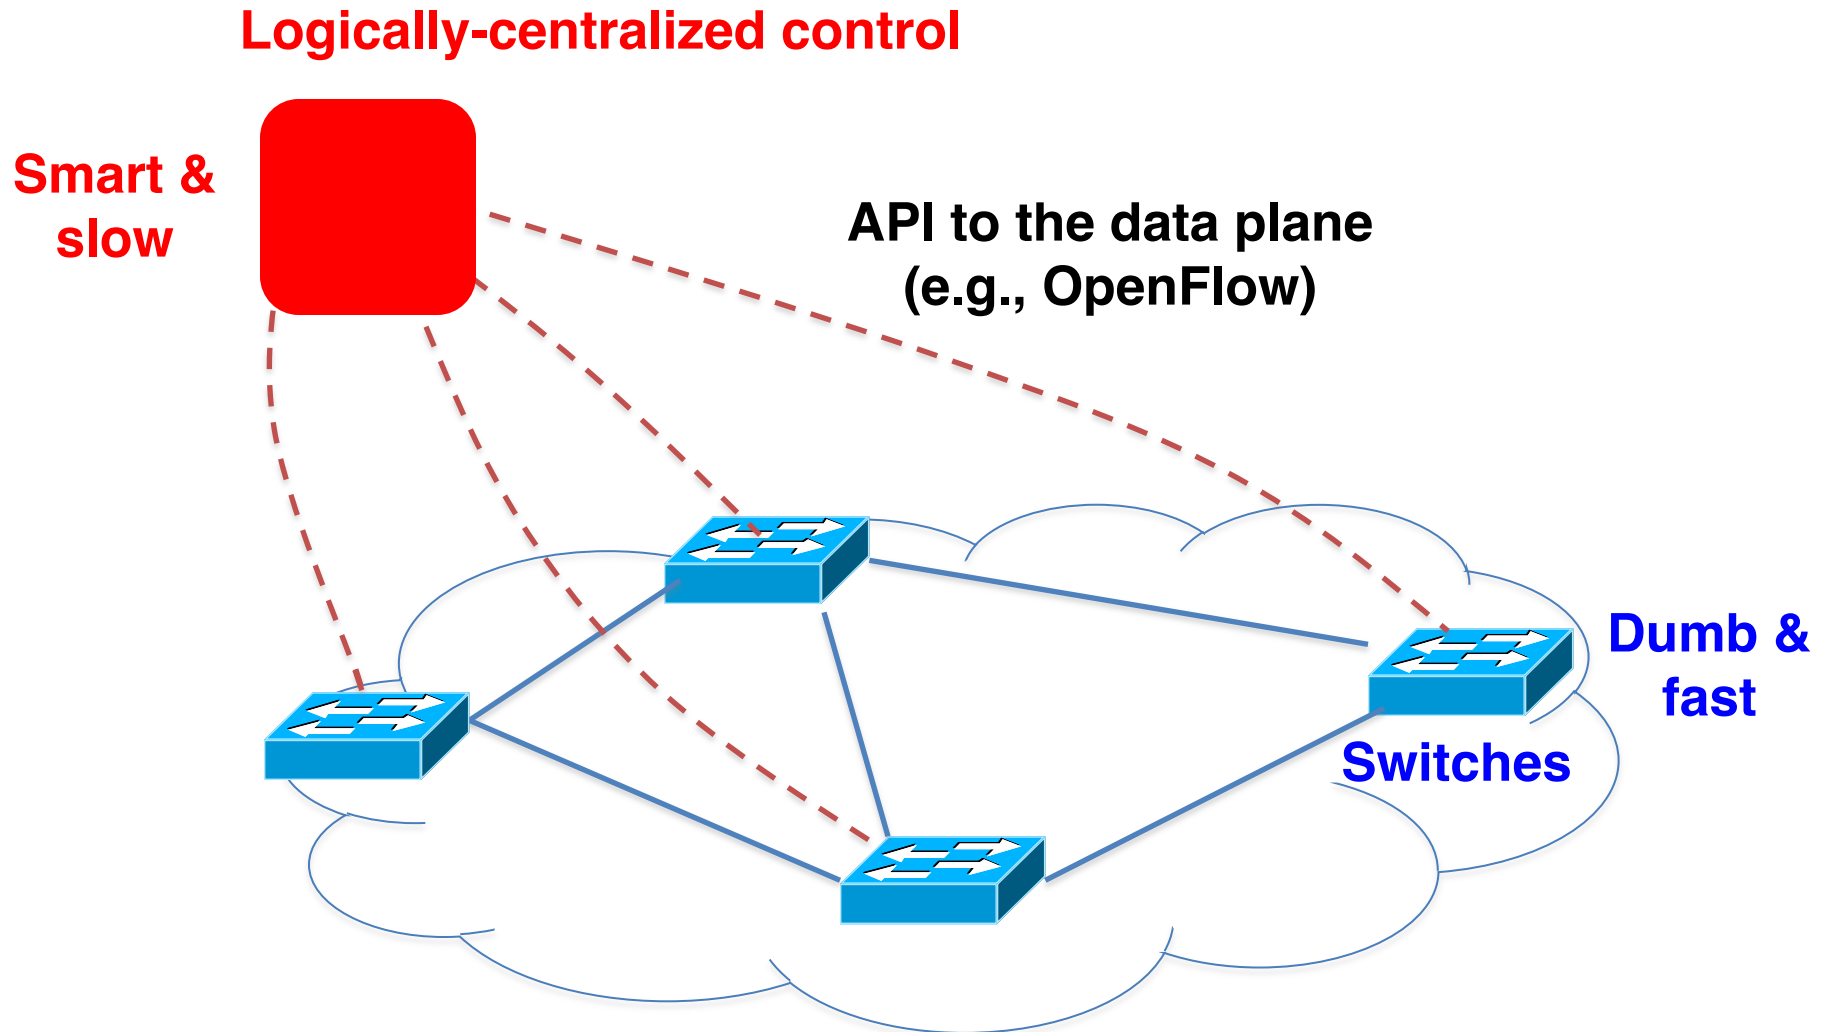 Logically-centralized control
Smart &
slow
API to the data plane
(e.g., OpenFlow)
Dumb &
fast
Switches